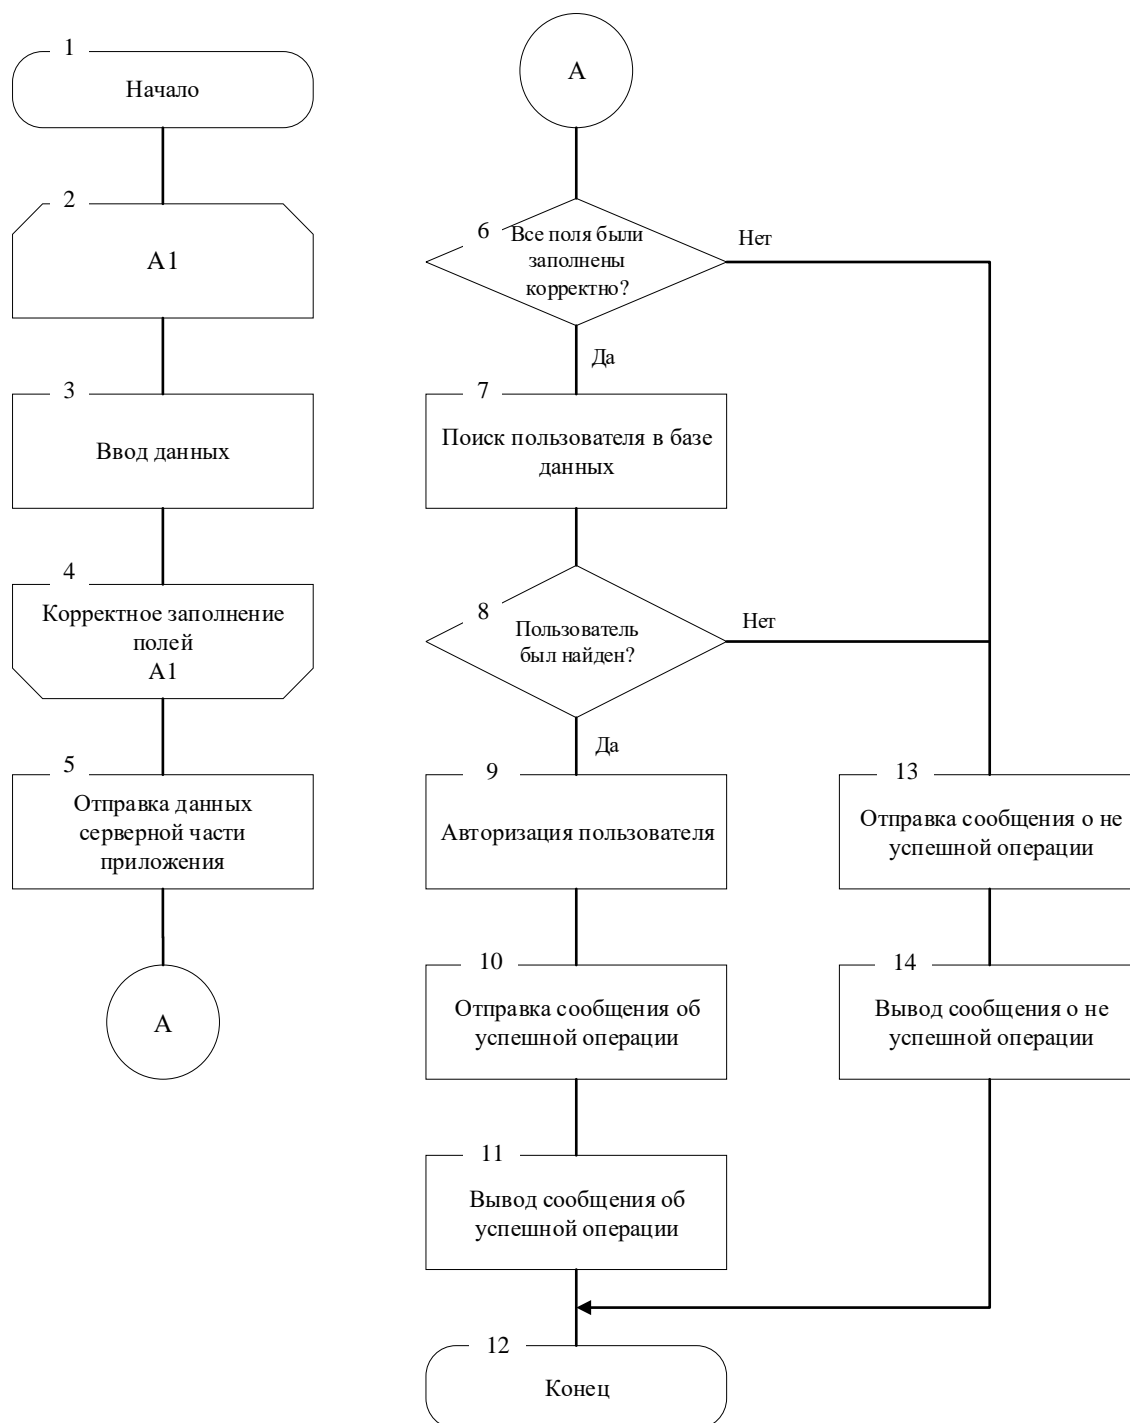 1
Начало
2
А1
3
Ввод данных
4
Корректное заполнение
полей
А1
5
Отправка данных
серверной части
приложения
А
А
6
Все поля были
заполнены
корректно?
Нет
Да
7
Поиск пользователя в базе
данных
8
Пользователь
был найден?
Нет
Да
9
Авторизация пользователя
10
Отправка сообщения об
успешной операции
11
Вывод сообщения об
успешной операции
12
Конец
13
Отправка сообщения о не
успешной операции
14
Вывод сообщения о не
успешной операции